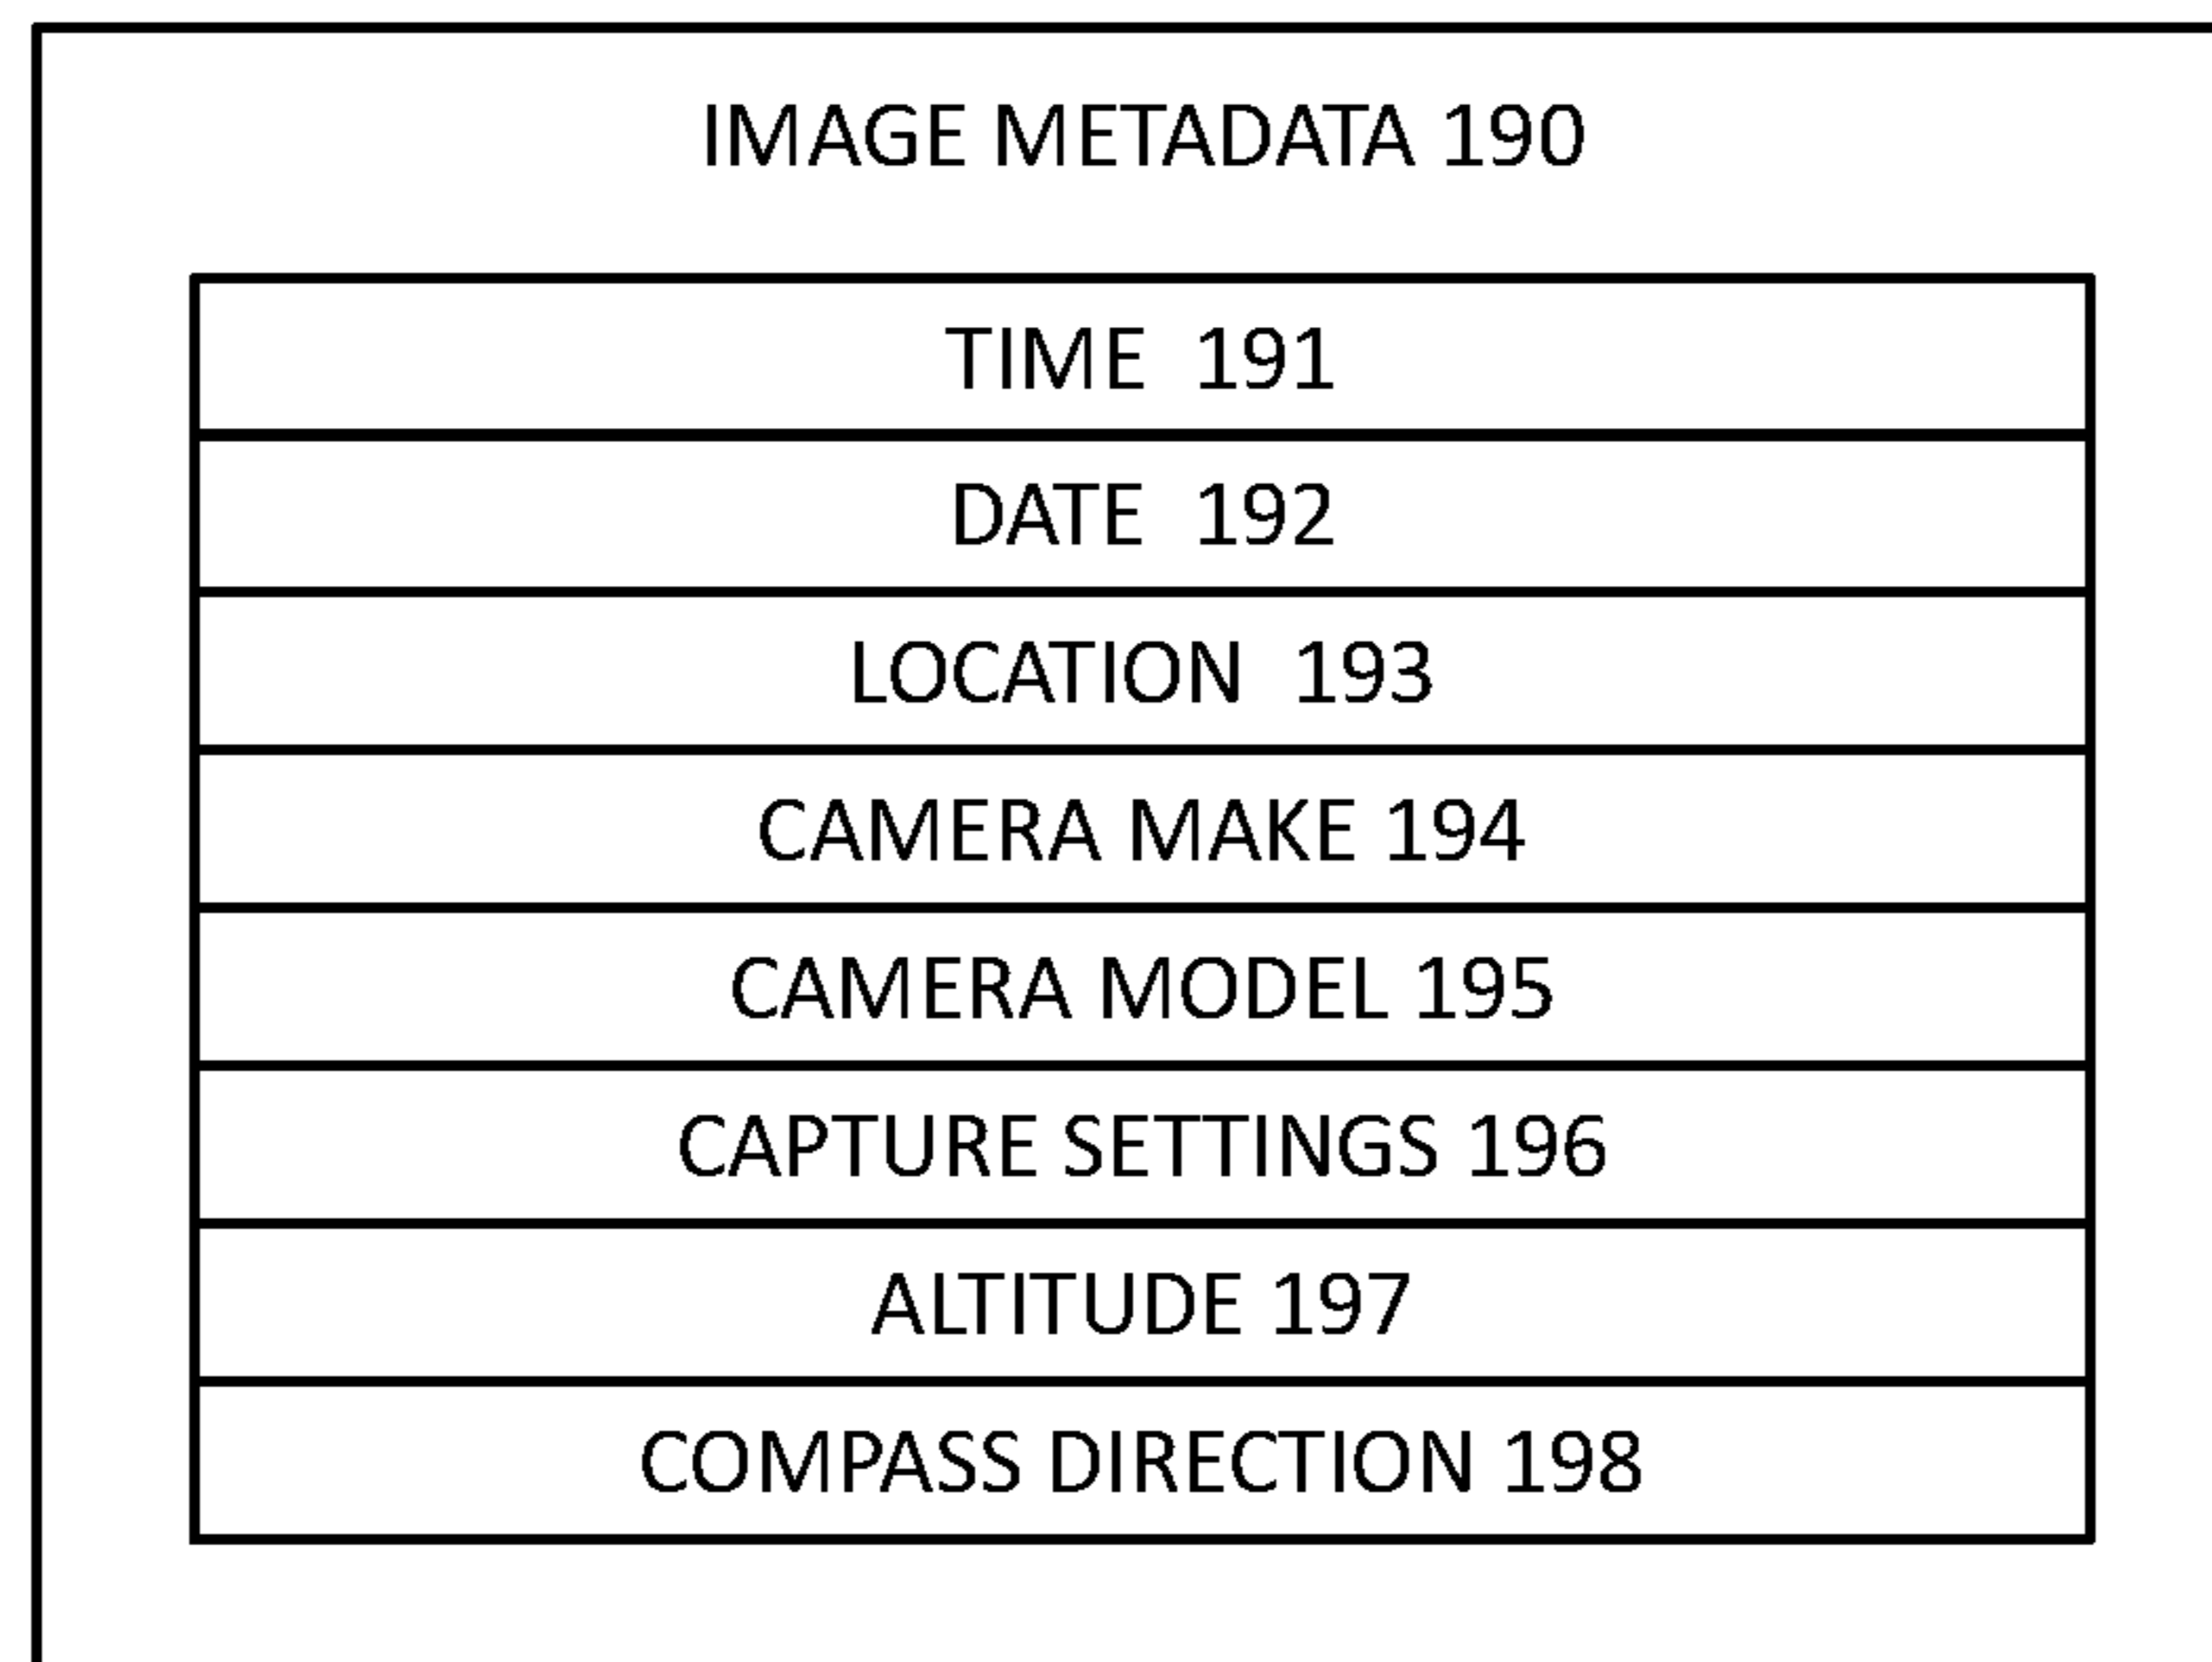 IMAGE METADATA 190
TIME 191
DATE 192
LOCATION 193
CAMERA MAKE 194
CAMERA MODEL 195
CAPTURE SETTINGS 196
ALTITUDE 197
COMPASS DIRECTION 198